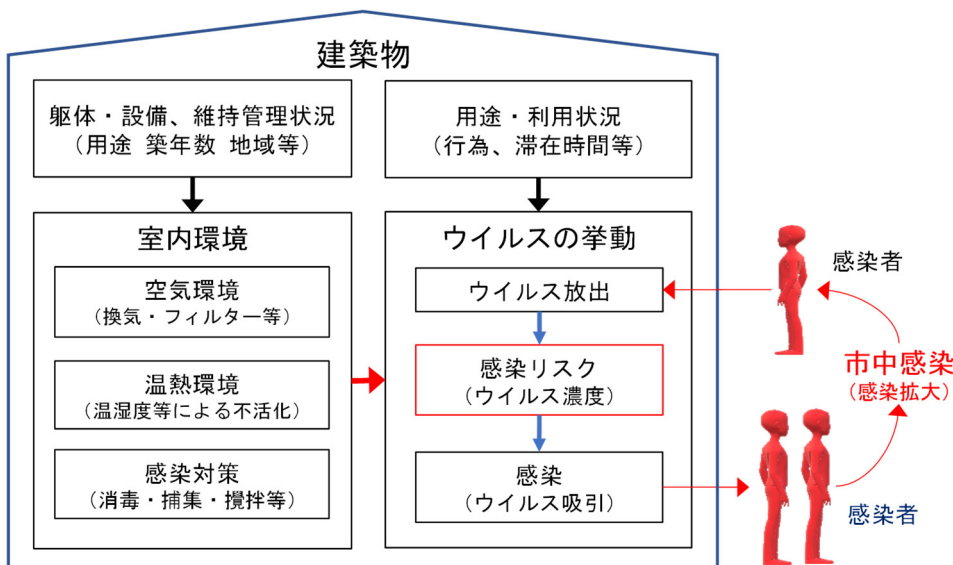 建築物
躯体・設備、維持管理状況
（用途 築年数 地域等）
用途・利用状況
（行為、滞在時間等）
室内環境
空気環境
（換気・フィルター等）
温熱環境
（温湿度等による不活化）
感染対策
（消毒・捕集・攪拌等）
ウイルスの挙動
ウイルス放出
感染リスク
（ウイルス濃度）
感染
（ウイルス吸引）
感染者
市中感染
（感染拡大）
感染者